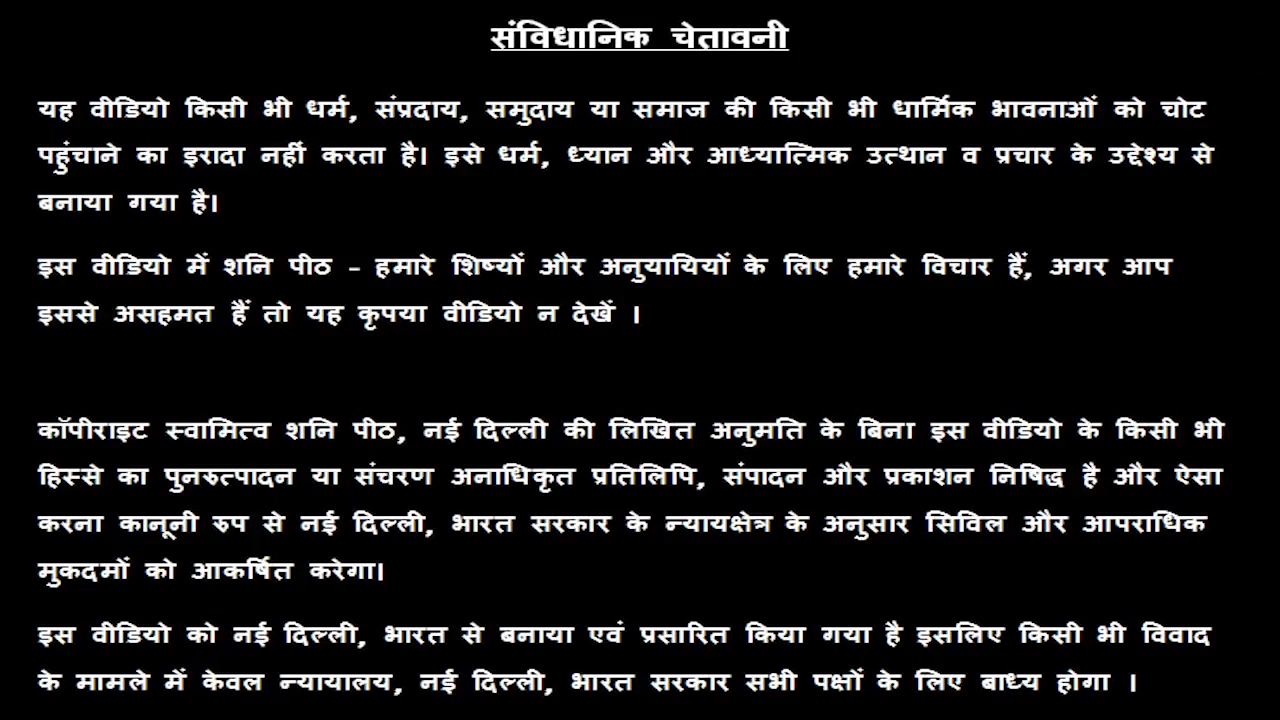 संविधानिक चेतावनी
यह वीडियो किसी भी धर्म, संप्रदाय, समुदाय या समाज की किसी भी धार्मिक भावनाओं को चोट
पहुंचाने का इरादा नहीं करता है। इसे धर्म, ध्यान और आध्यात्मिक उत्थान व प्रचार के उद्देश्य से
बनाया गया है।
इस वीडियो में शनि पीठ – हमारे शिष्यों और अनुयायियों के लिए हमारे विचार हैं, अगर आप
इससे असहमत हैं तो यह कृपया वीडियो न देखें ।
कॉपीराइट स्वामित्व शनि पीठ, नई दिल्ली की लिखित अनुमति के बिना इस वीडियो के किसी भी
हिस्से का पुनरुत्पादन या संचरण अनाधिकृत प्रतिलिपि, संपादन और प्रकाशन निषिद्ध है और ऐसा
करना कानूनी रुप से नई दिल्ली, भारत सरकार के न्यायक्षेत्र के अनुसार सिविल और आपराधिक
मुकदमों को आकर्षित करेगा।
इस वीडियो को नई दिल्ली, भारत से बनाया एवं प्रसारित किया गया है इसलिए किसी भी विवाद
के मामले में केवल न्यायालय, नई दिल्ली, भारत सरकार सभी पक्षों के लिए बाध्य होगा ।